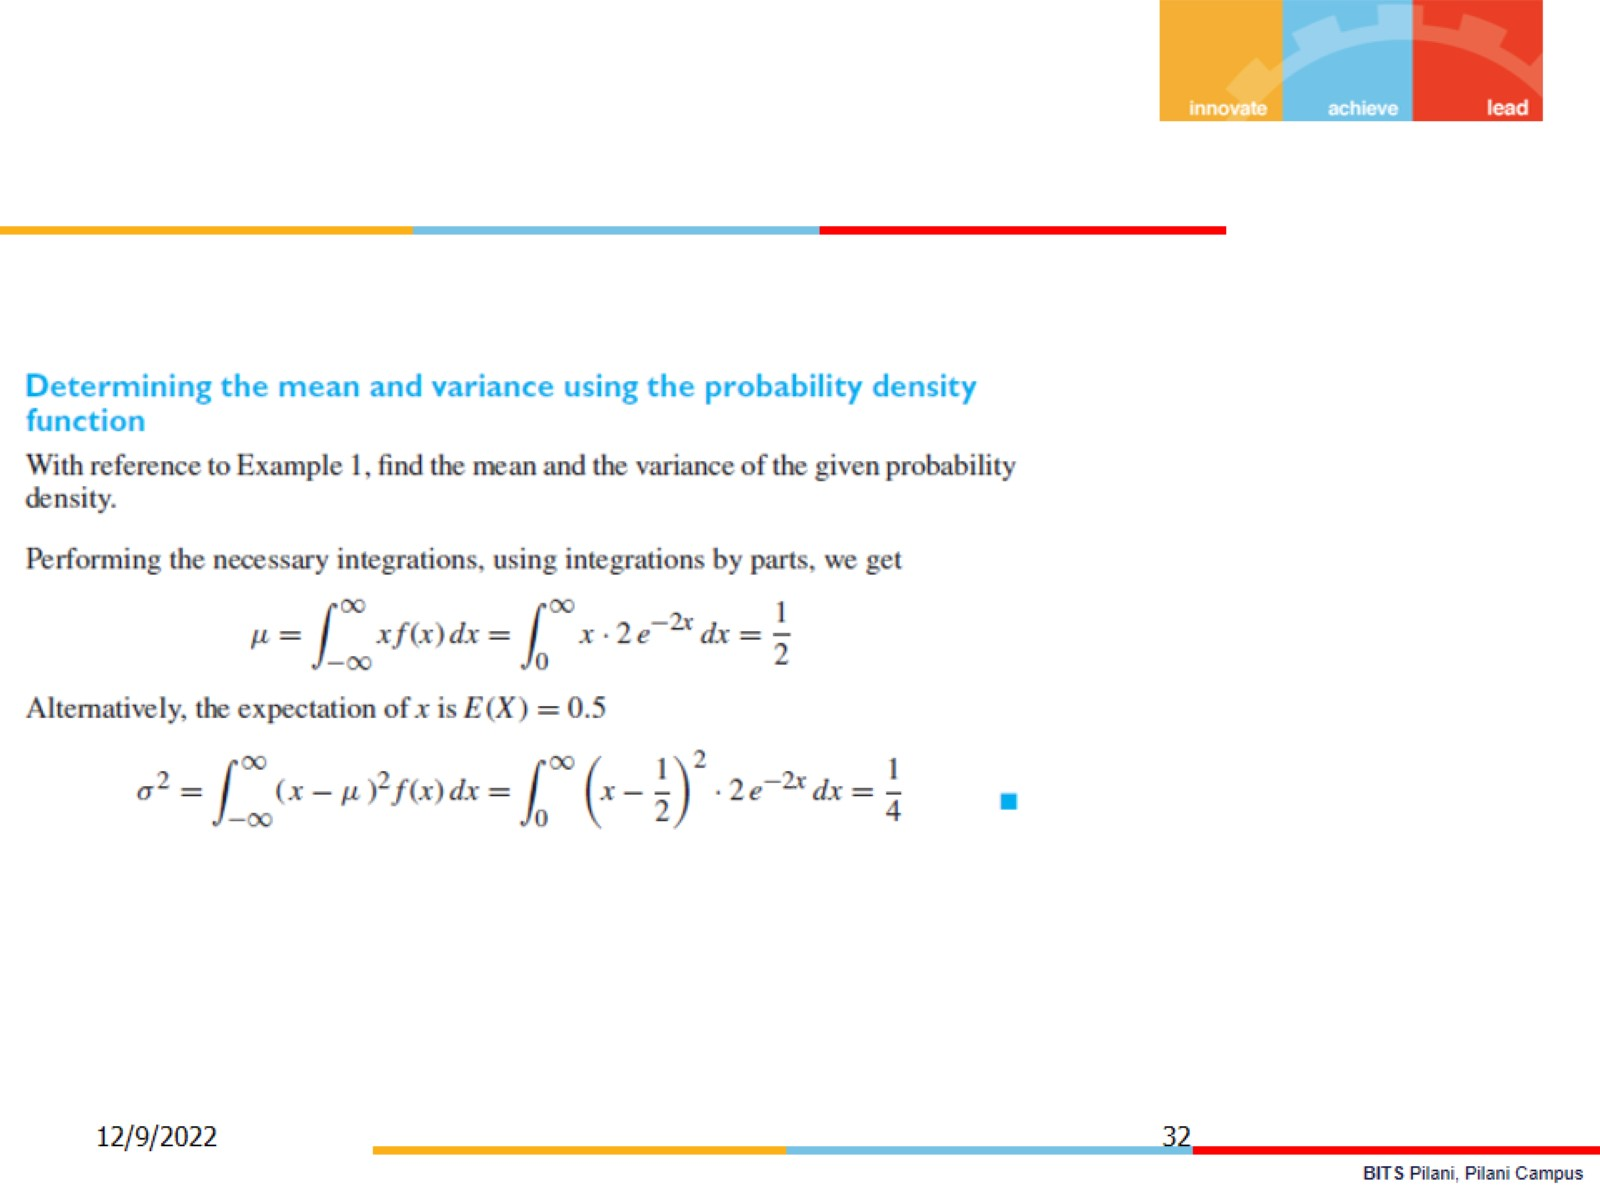 innovate achieve lead
Determining the mean and variance using the probability density
function
With reference to Example 1, find the mean and the variance of the given probability
density.
Performing the necessary integrations, using integrations by parts, we get
μ = ∫_{−∞}^{∞} x f(x) dx = ∫_0^{∞} x · 2 e^{−2x} dx = 1/2
Alternatively, the expectation of x is E(X) = 0.5
σ² = ∫_{−∞}^{∞} (x − μ)² f(x) dx = ∫_0^{∞} (x − 1/2)² · 2 e^{−2x} dx = 1/4
12/9/2022 32
BITS Pilani, Pilani Campus